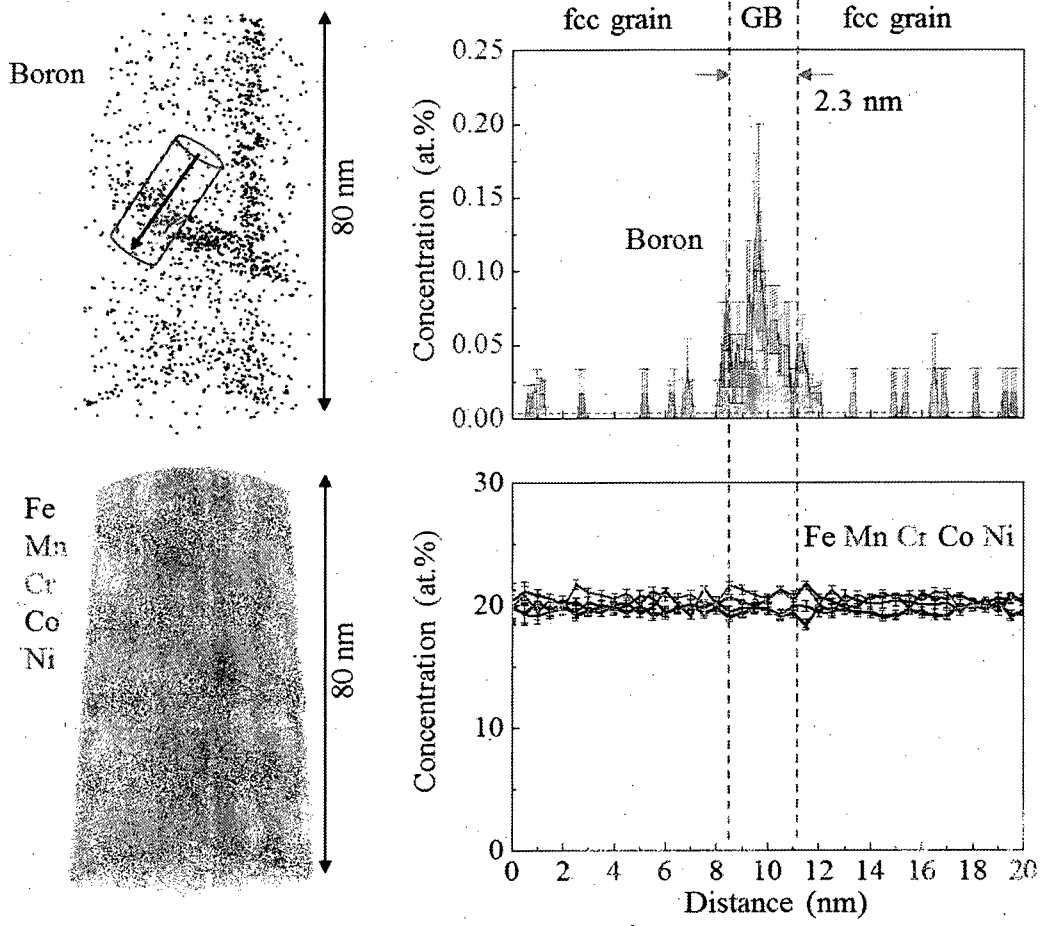 Boron
80 nm
fcc grain GB fcc grain
0.25
0.20
0.15
0.10
0.05
0.00
Concentration (at.%)
2.3 nm
Boron
Fe
Mn
Cr
Co
Ni
80 nm
30
20
10
0
Concentration (at.%)
Fe Mn Cr Co Ni
0 2 4 6 8 10 12 14 16 18 20
Distance (nm)